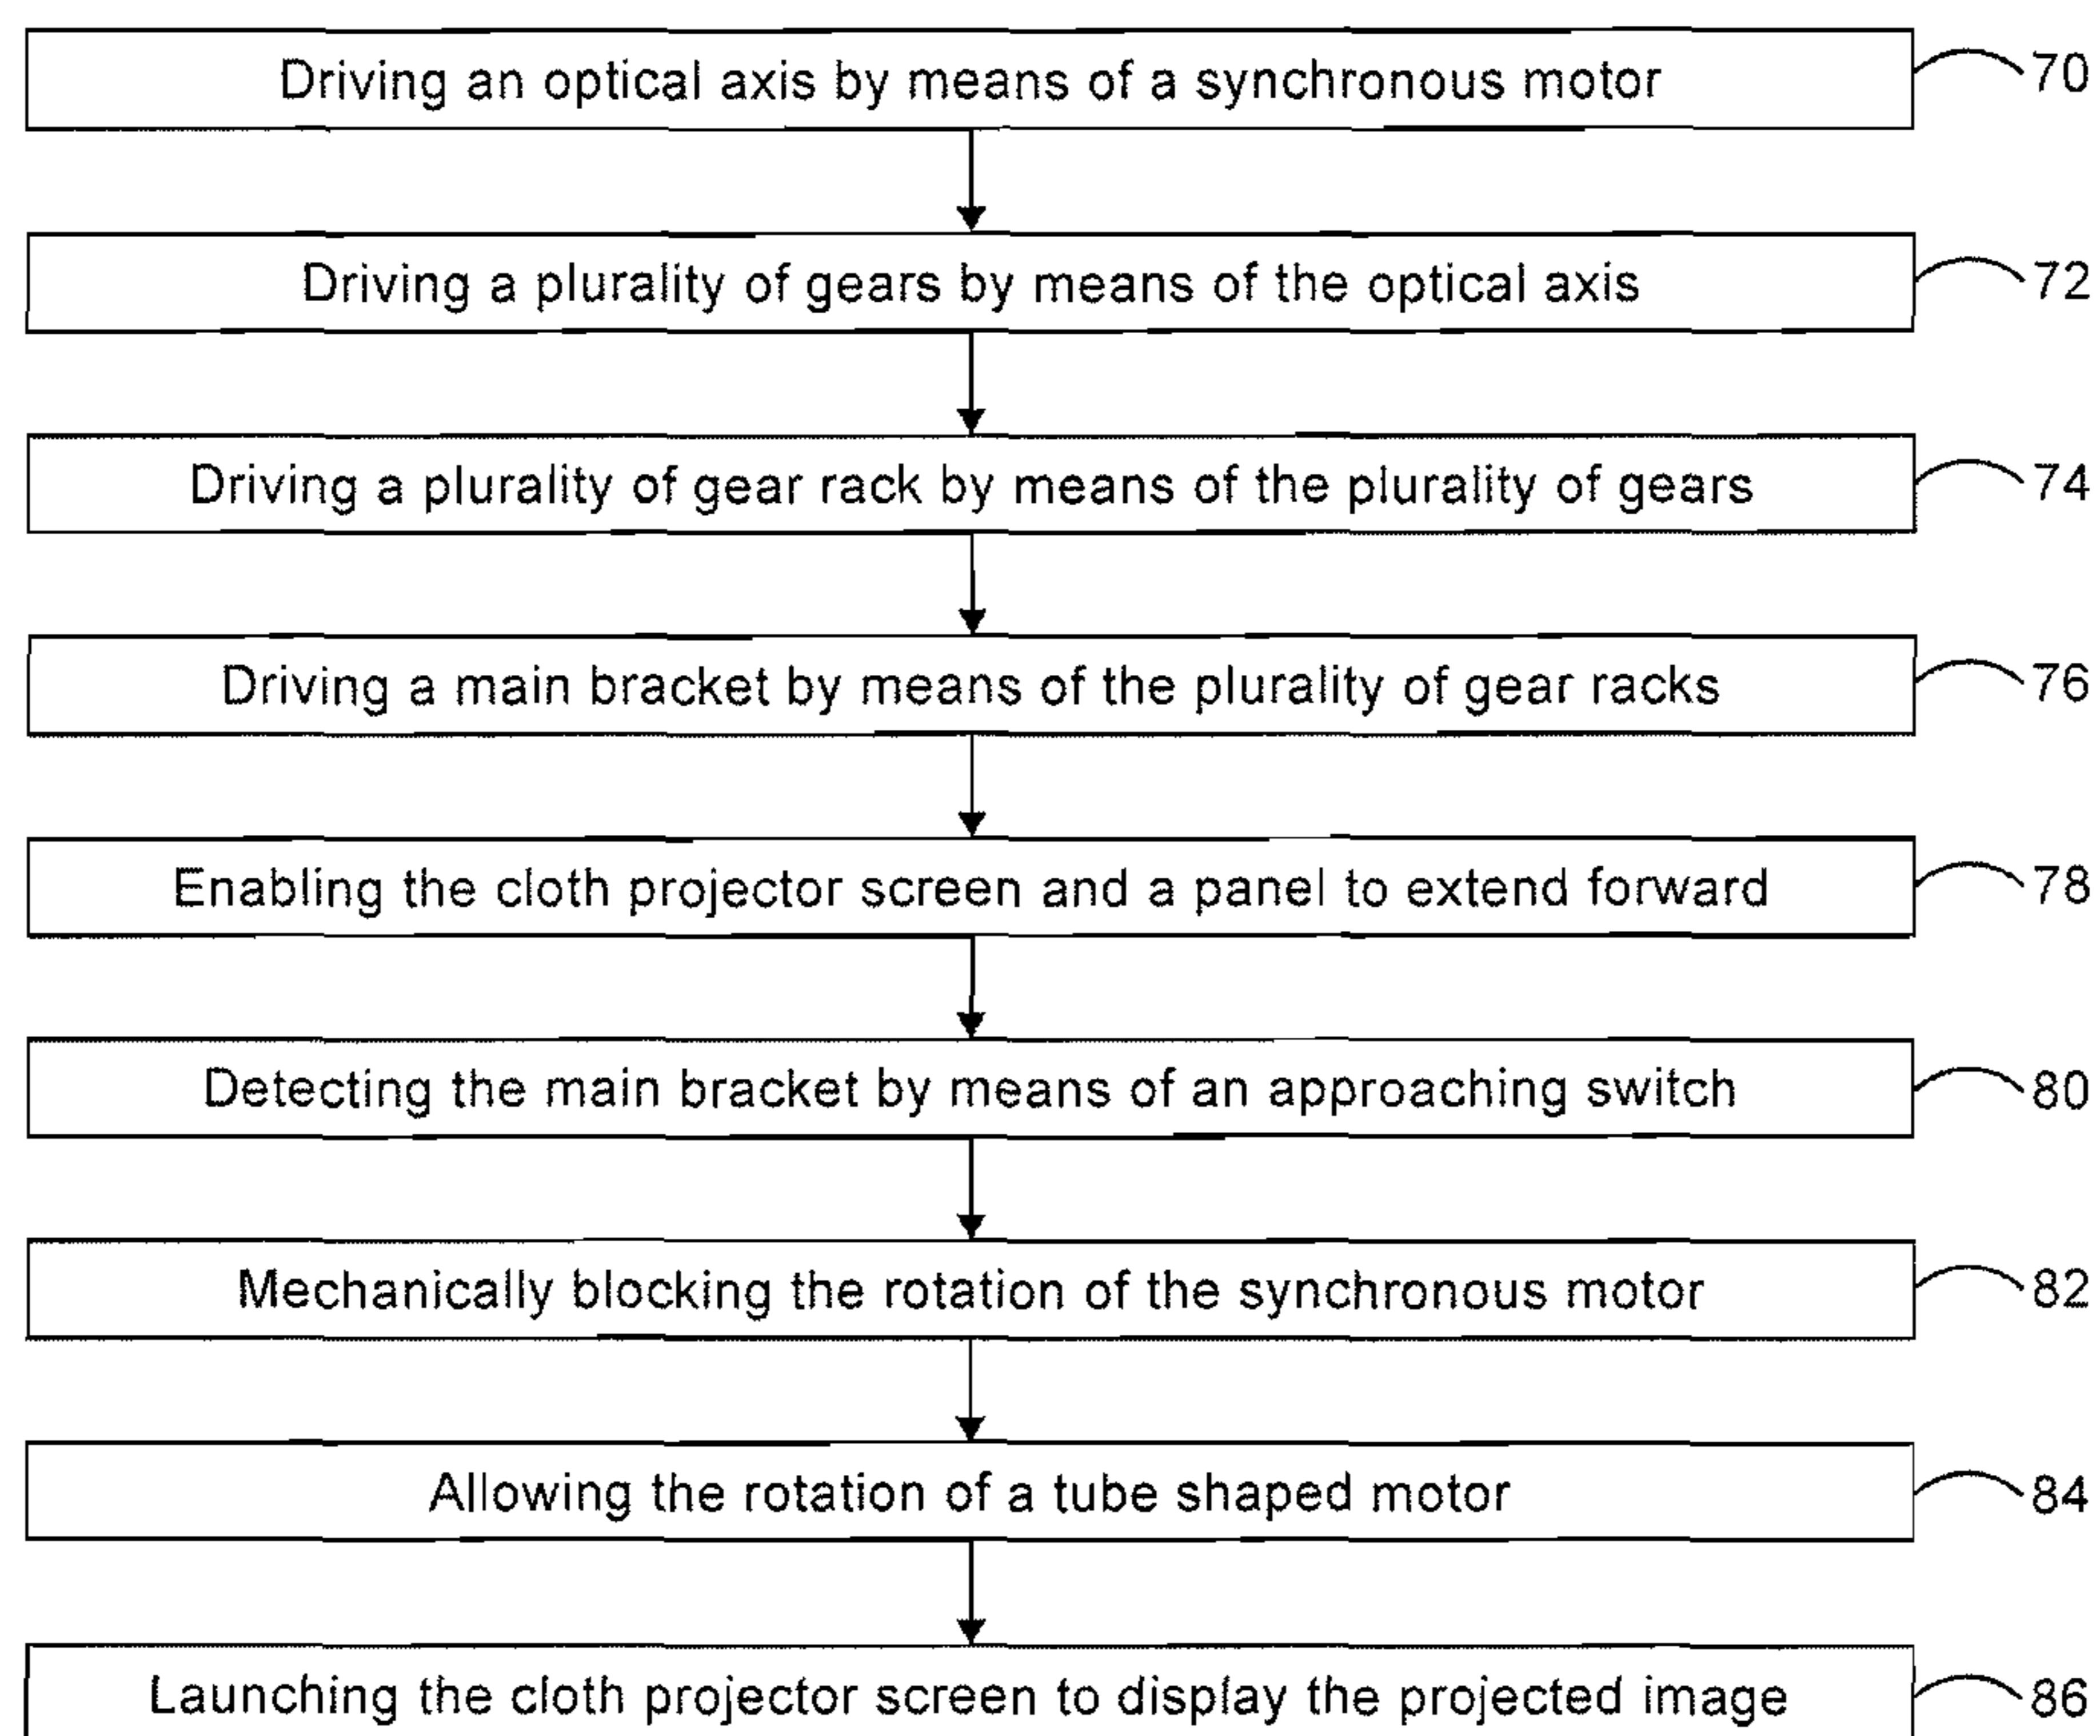 Driving an optical axis by means of a synchronous motor 70
Driving a plurality of gears by means of the optical axis 72
Driving a plurality of gear rack by means of the plurality of gears 74
Driving a main bracket by means of the plurality of gear racks 76
Enabling the cloth projector screen and a panel to extend forward 78
Detecting the main bracket by means of an approaching switch 80
Mechanically blocking the rotation of the synchronous motor 82
Allowing the rotation of a tube shaped motor 84
Launching the cloth projector screen to display the projected image 86